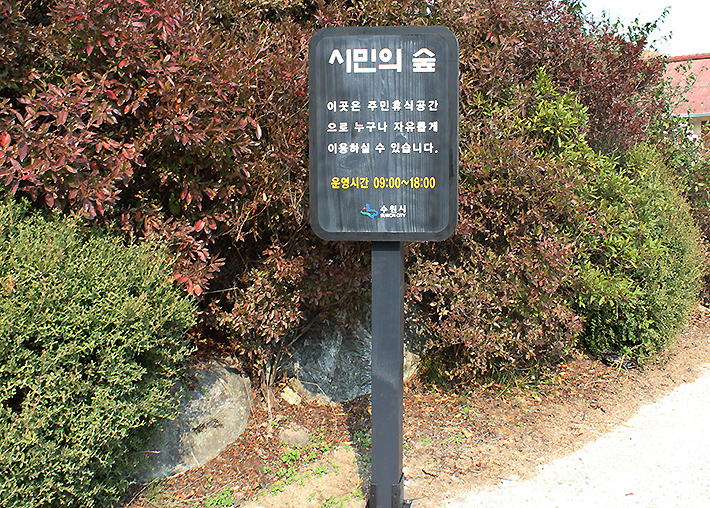 시민의 숲
이곳은 주민휴식공간
으로 누구나 자유롭게
이용하실 수 있습니다.
운영시간 09:00~18:00
수원시
SUWON CITY